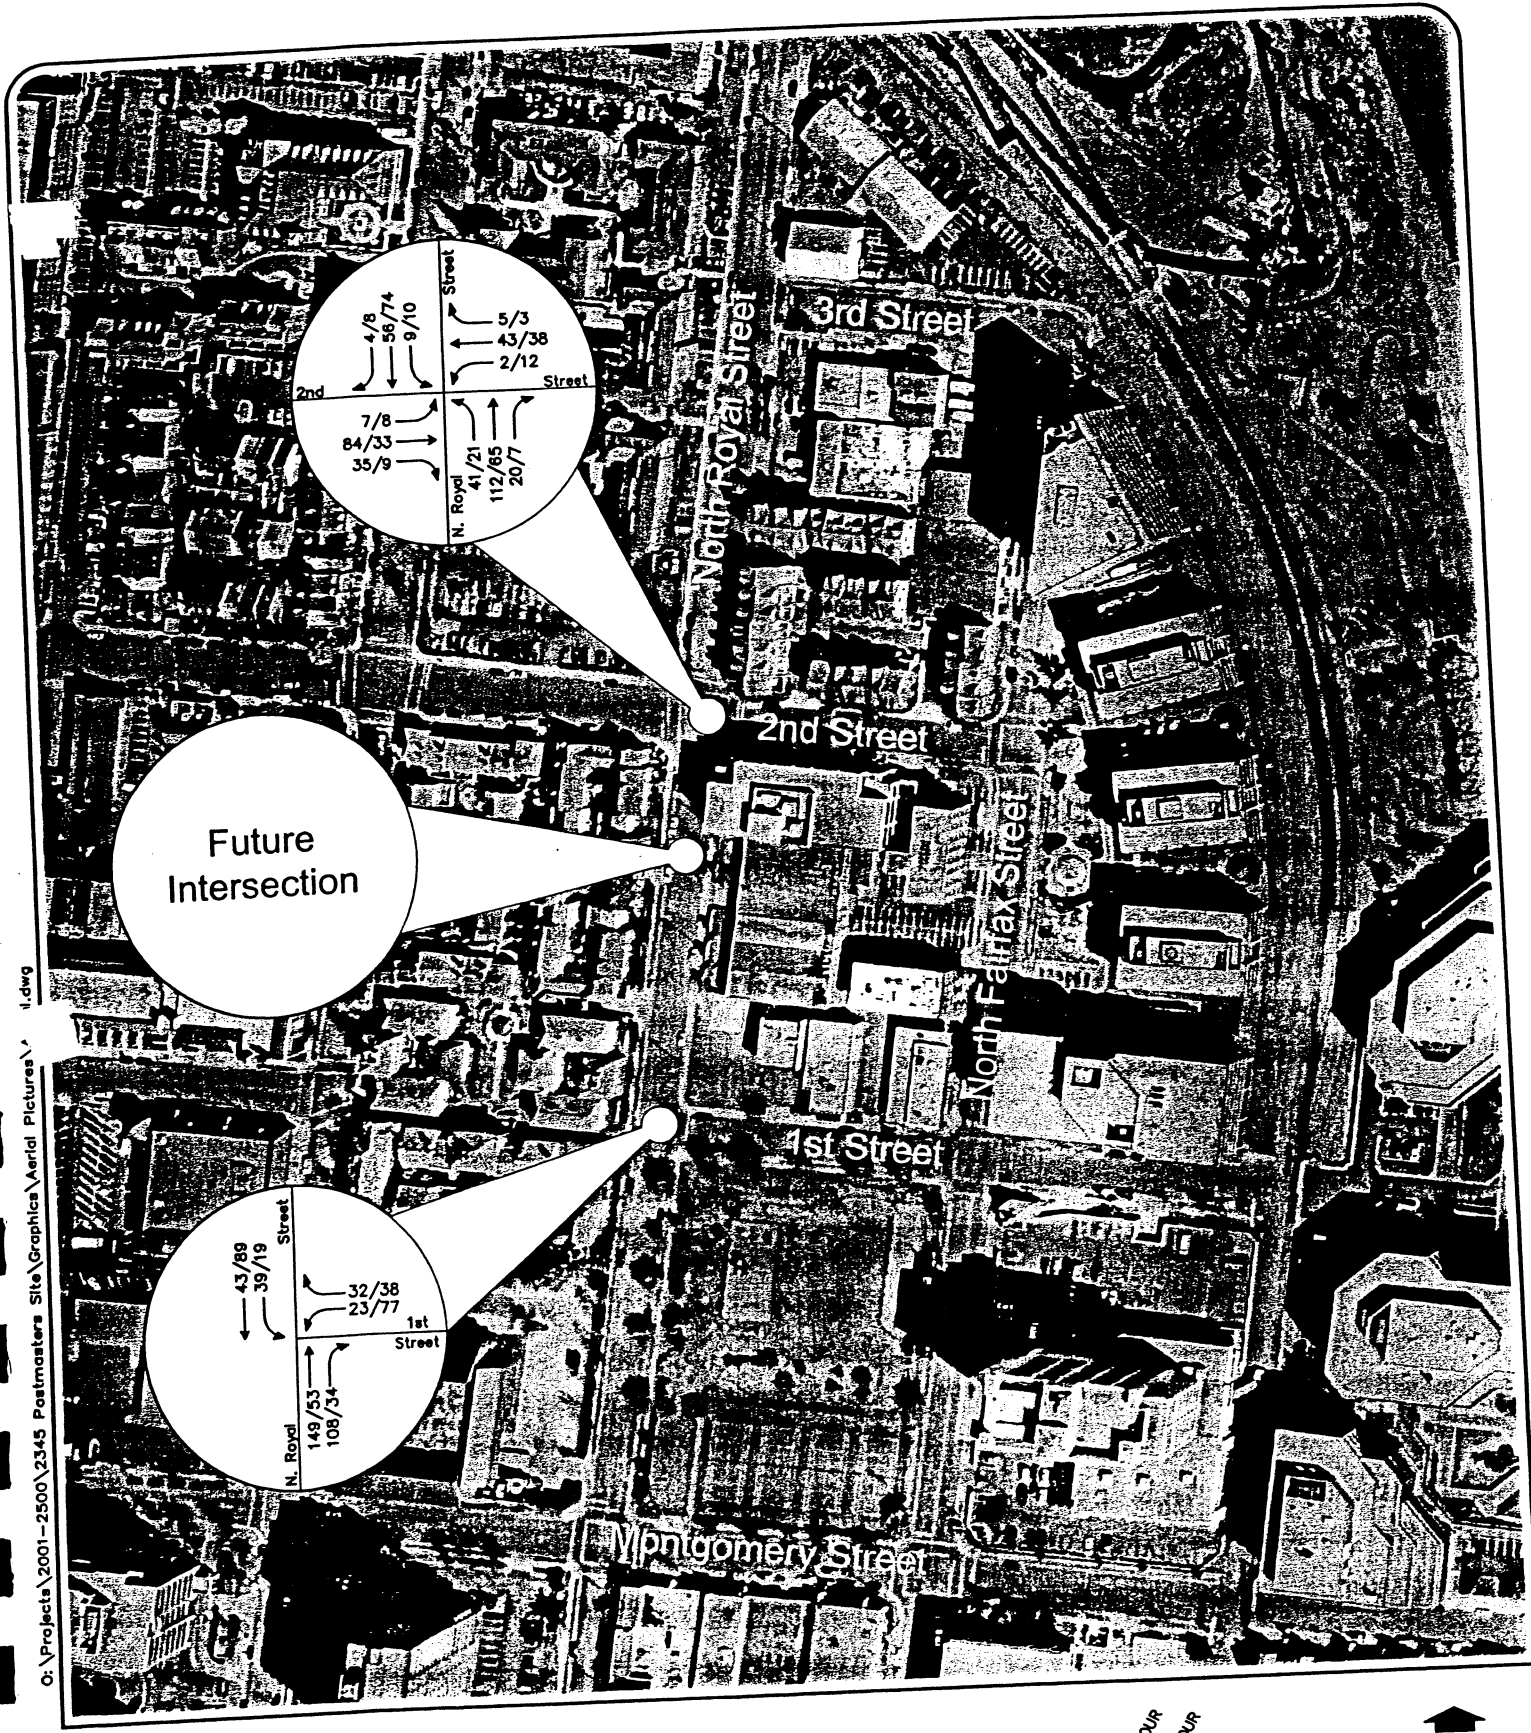 O:\Projects\2001-2500\2345 Postmasters Site\Graphics\Aerial Pictures\
1.dwg
4/8
56/74
9/10
Street
5/3
43/38
2/12
2nd
Street
7/8
84/33
35/9
N. Royal
41/21
112/65
20/7
North Royal Street
3rd Street
2nd Street
Future
Intersection
North Fairfax Street
1st Street
43/89
39/19
Street
32/38
23/77
1st
Street
N. Royal
149/53
108/34
Montgomery Street
OUR
UR